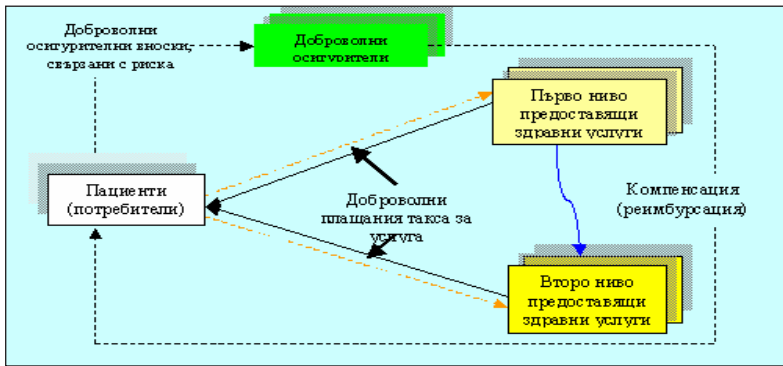 Доброволни
осигурителни вноски,
свързани с риска
Доброволни
осигурители
Първо ниво
предоставящи
здравни услуги
Пациенти
(потребители)
Доброволни
плащания такса за
услуга
Компенсация
(реимбурсация)
Второ ниво
предоставящи
здравни услуги